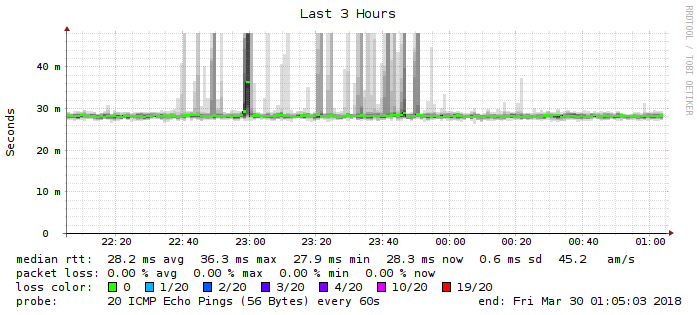 Last 3 Hours
RRDTOOL / TOBI OETIKER
Seconds
40 m
30 m
20 m
10 m
0
22:20 22:40 23:00 23:20 23:40 00:00 00:20 00:40 01:00
median rtt: 28.2 ms avg 36.3 ms max 27.9 ms min 28.3 ms now 0.6 ms sd 45.2 am/s
packet loss: 0.00 % avg 0.00 % max 0.00 % min 0.00 % now
loss color: 0 1/20 2/20 3/20 4/20 10/20 19/20
probe: 20 ICMP Echo Pings (56 Bytes) every 60s end: Fri Mar 30 01:05:03 2018